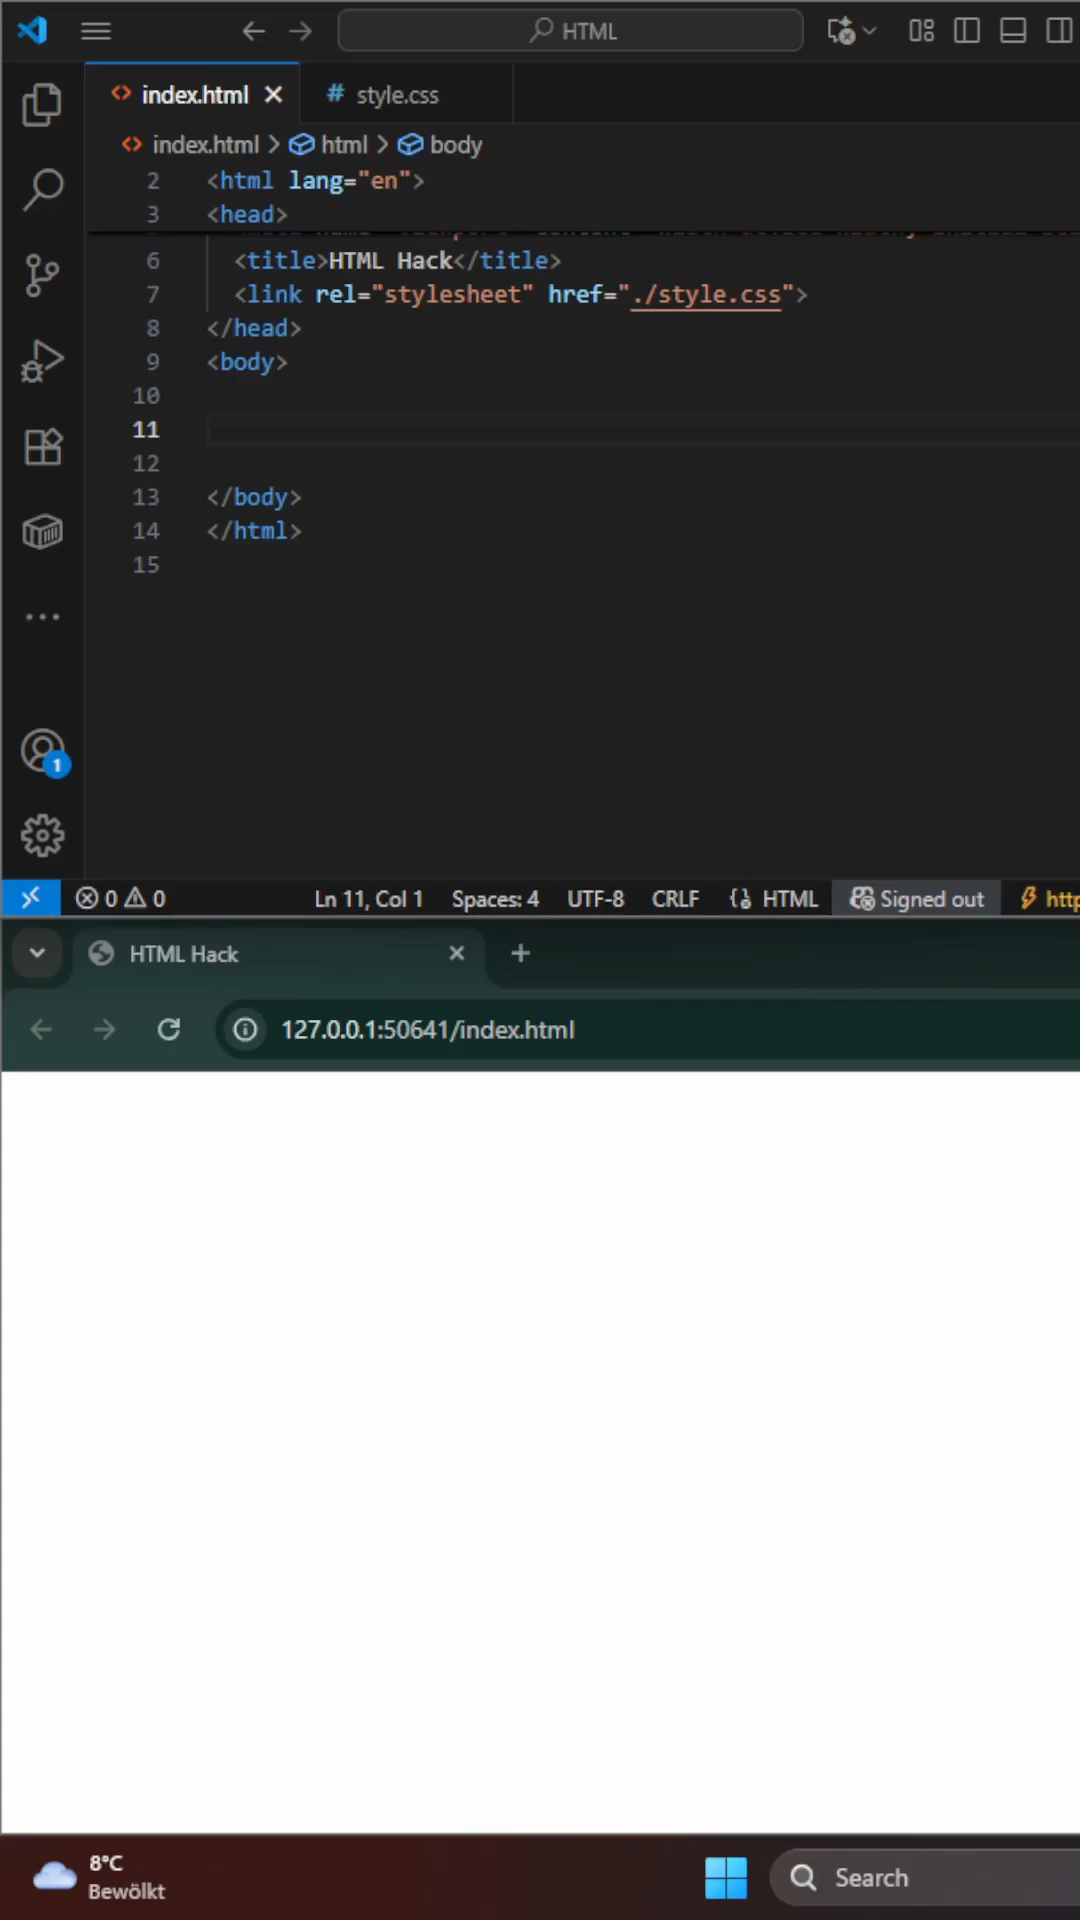 HTML
index.html
style.css
index.html > html > body
2 <html lang="en">
3 <head>
6 <title>HTML Hack</title>
7 <link rel="stylesheet" href="./style.css">
8 </head>
9 <body>
10
11
12
13 </body>
14 </html>
15
1
0 0 Ln 11, Col 1 Spaces: 4 UTF-8 CRLF HTML Signed out
HTML Hack
127.0.0.1:50641/index.html
8°C
Bewölkt
Search